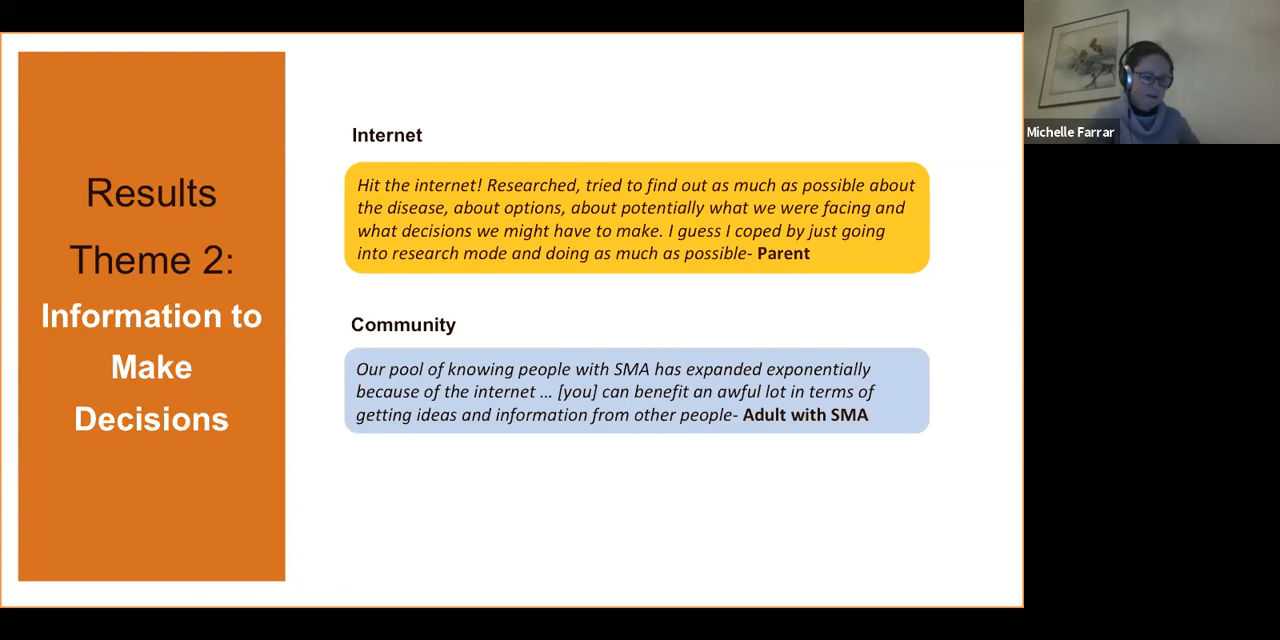 Results
Theme 2:
Information to
Make
Decisions
Internet
Hit the internet! Researched, tried to find out as much as possible about
the disease, about options, about potentially what we were facing and
what decisions we might have to make. I guess I coped by just going
into research mode and doing as much as possible- Parent
Community
Our pool of knowing people with SMA has expanded exponentially
because of the internet … [you] can benefit an awful lot in terms of
getting ideas and information from other people- Adult with SMA
Michelle Farrar